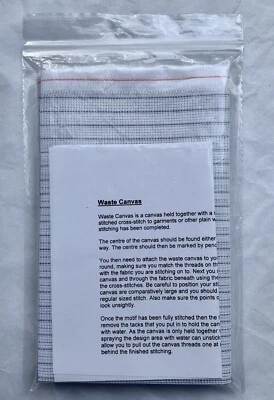 Waste Canvas
Waste Canvas is a canvas held together with a
stitched cross-stitch to garments or other plain
stitching has been completed.
The centre of the canvas should be found either
way. The centre should then be marked by
You then need to attach the waste canvas to
round, making sure you match the threads on
with the fabric you are stitching on to. Next you
canvas and through the fabric beneath using the
the cross-stitches. Be careful to position your
canvas are comparatively large and you should
regular sized stitch. Also make sure the points
look unsightly.
Once the motif has been fully stitched then the
remove the tacks that you put in to hold the
with water. As the canvas is only held together
spraying the design area with water can unstick
allow you to pull out the canvas threads one at
behind the finished stitching.